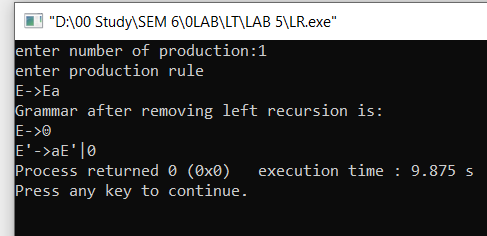 "D:\00 Study\SEM 6\0LAB\LT\LAB 5\LR.exe"
enter number of production:1
enter production rule
E->Ea
Grammar after removing left recursion is:
E->☺
E'->aE'|0
Process returned 0 (0x0)   execution time : 9.875 s
Press any key to continue.